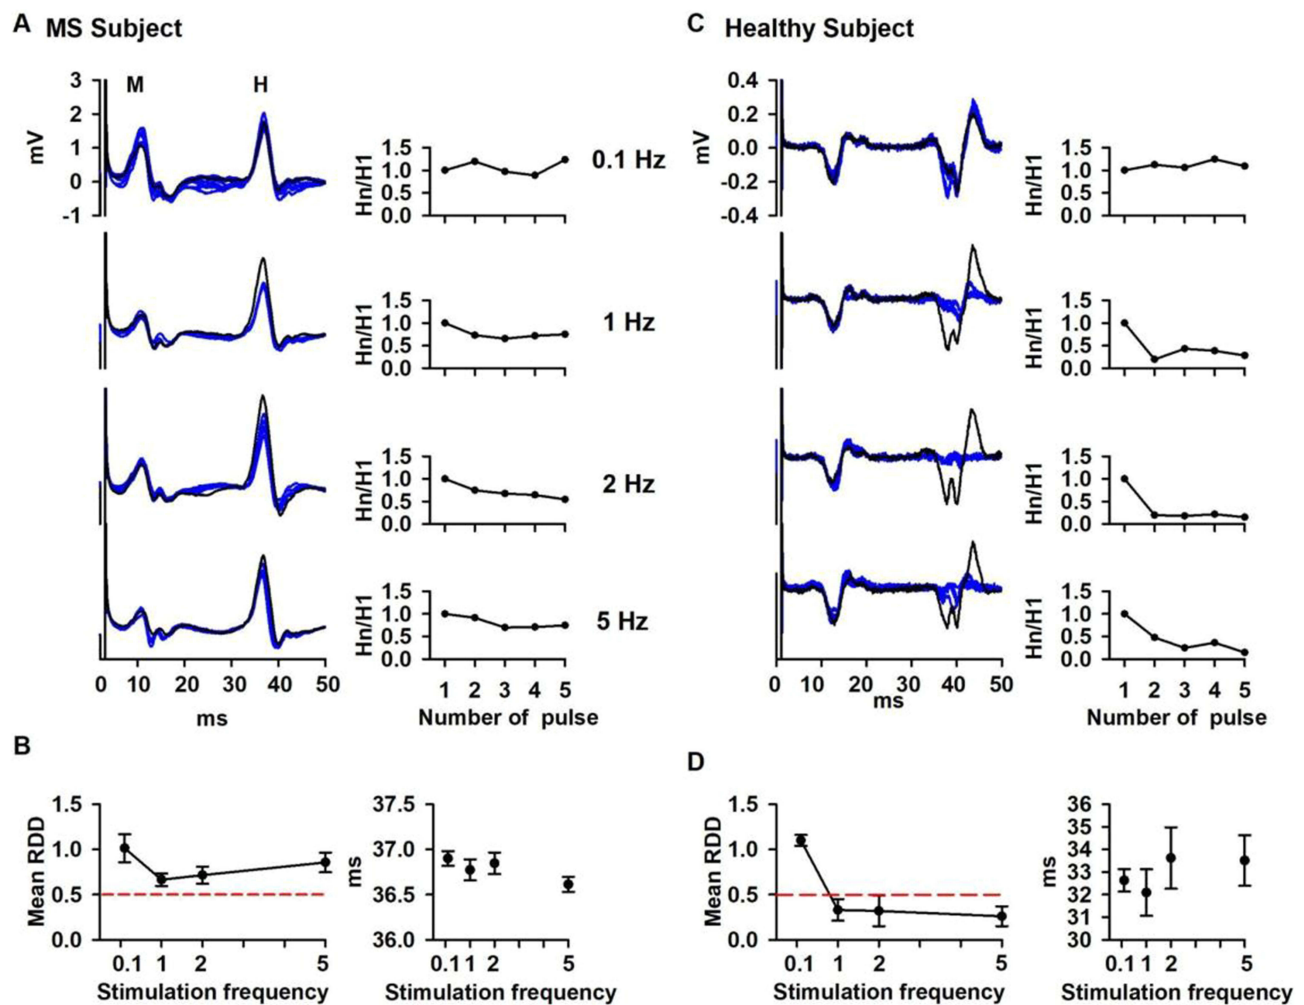 A MS Subject
M H
3
2
1
0
-1
mV
1.5
1.0
0.5
0.0
Hn/H1
0.1 Hz
1.5
1.0
0.5
0.0
Hn/H1
1 Hz
1.5
1.0
0.5
0.0
Hn/H1
2 Hz
1.5
1.0
0.5
0.0
Hn/H1
5 Hz
0 10 20 30 40 50
ms
1 2 3 4 5
Number of pulse
C Healthy Subject
0.4
0.2
0.0
-0.2
-0.4
mV
1.5
1.0
0.5
0.0
Hn/H1
1.5
1.0
0.5
0.0
Hn/H1
1.5
1.0
0.5
0.0
Hn/H1
1.5
1.0
0.5
0.0
Hn/H1
0 10 20 30 40 50
ms
1 2 3 4 5
Number of pulse
B
1.5
1.0
0.5
0.0
Mean RDD
0.1 1 2 5
Stimulation frequency
37.5
37.0
36.5
36.0
ms
0.1 1 2 5
Stimulation frequency
D
1.5
1.0
0.5
0.0
Mean RDD
0.1 1 2 5
Stimulation frequency
36
35
34
33
32
31
30
ms
0.1 1 2 5
Stimulation frequency